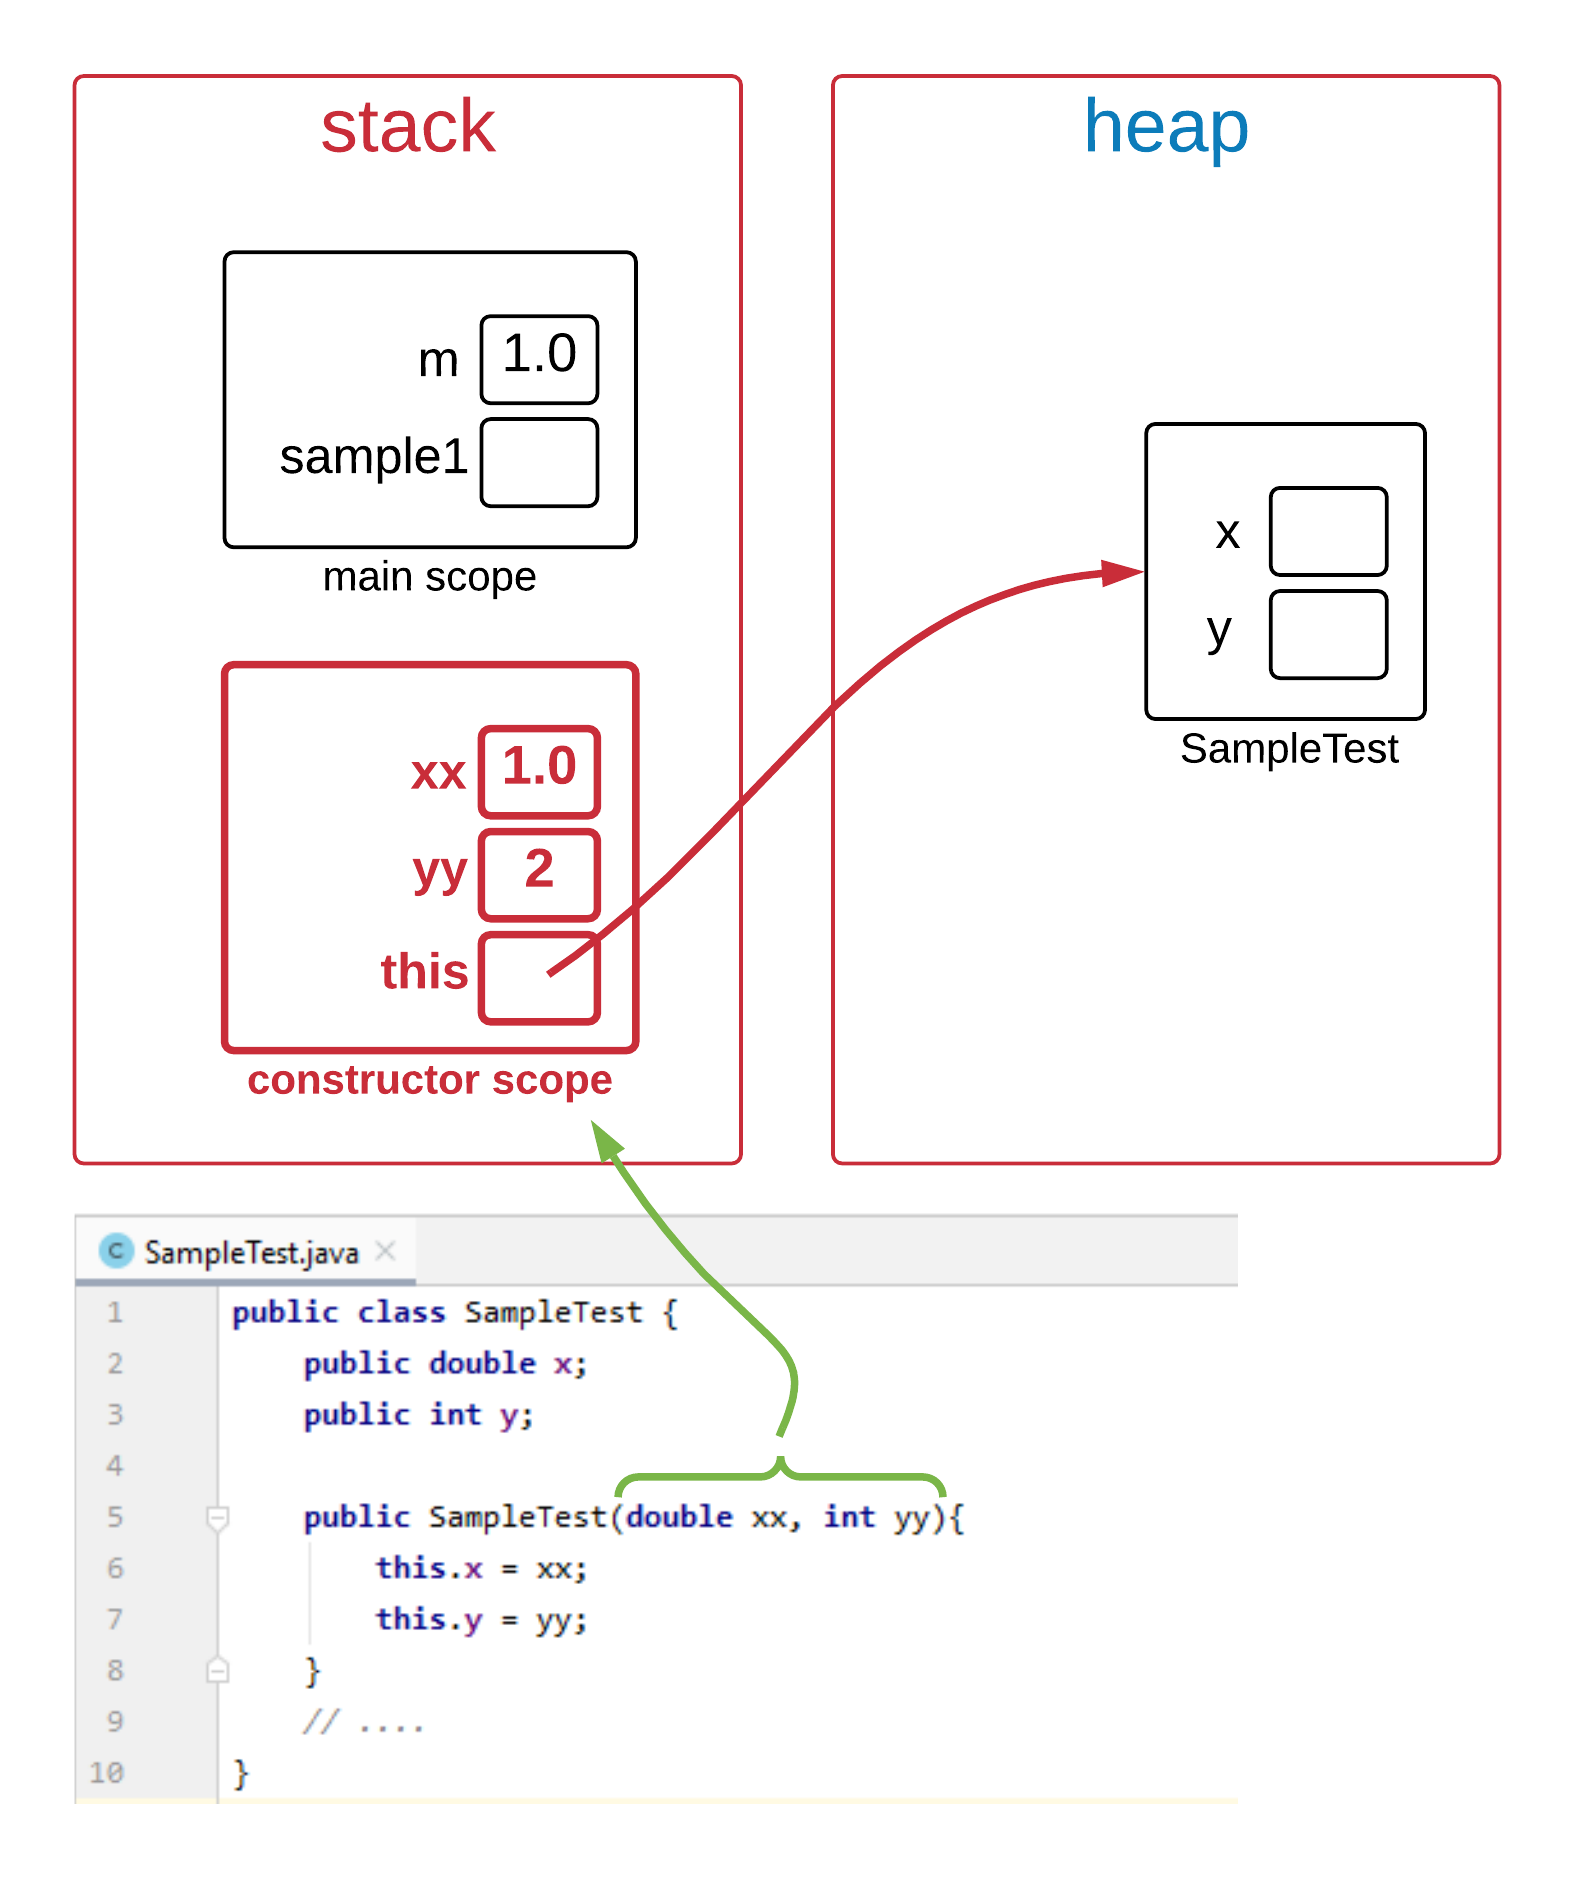 stack
m 1.0
sample1
main scope
xx 1.0
yy 2
this
constructor scope
heap
x
y
SampleTest
C SampleTest.java ×
1 public class SampleTest {
2     public double x;
3     public int y;
4
5     public SampleTest(double xx, int yy){
6         this.x = xx;
7         this.y = yy;
8     }
9     // ....
10 }